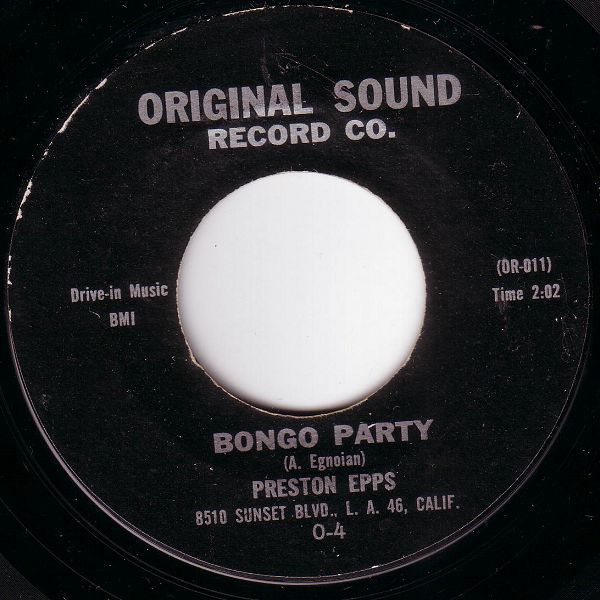 ORIGINAL SOUND
RECORD CO.
Drive-in Music
BMI
(OR-011)
Time 2:02
BONGO PARTY
(A. Egnoian)
PRESTON EPPS
8510 SUNSET BLVD., L. A. 46, CALIF.
O-4